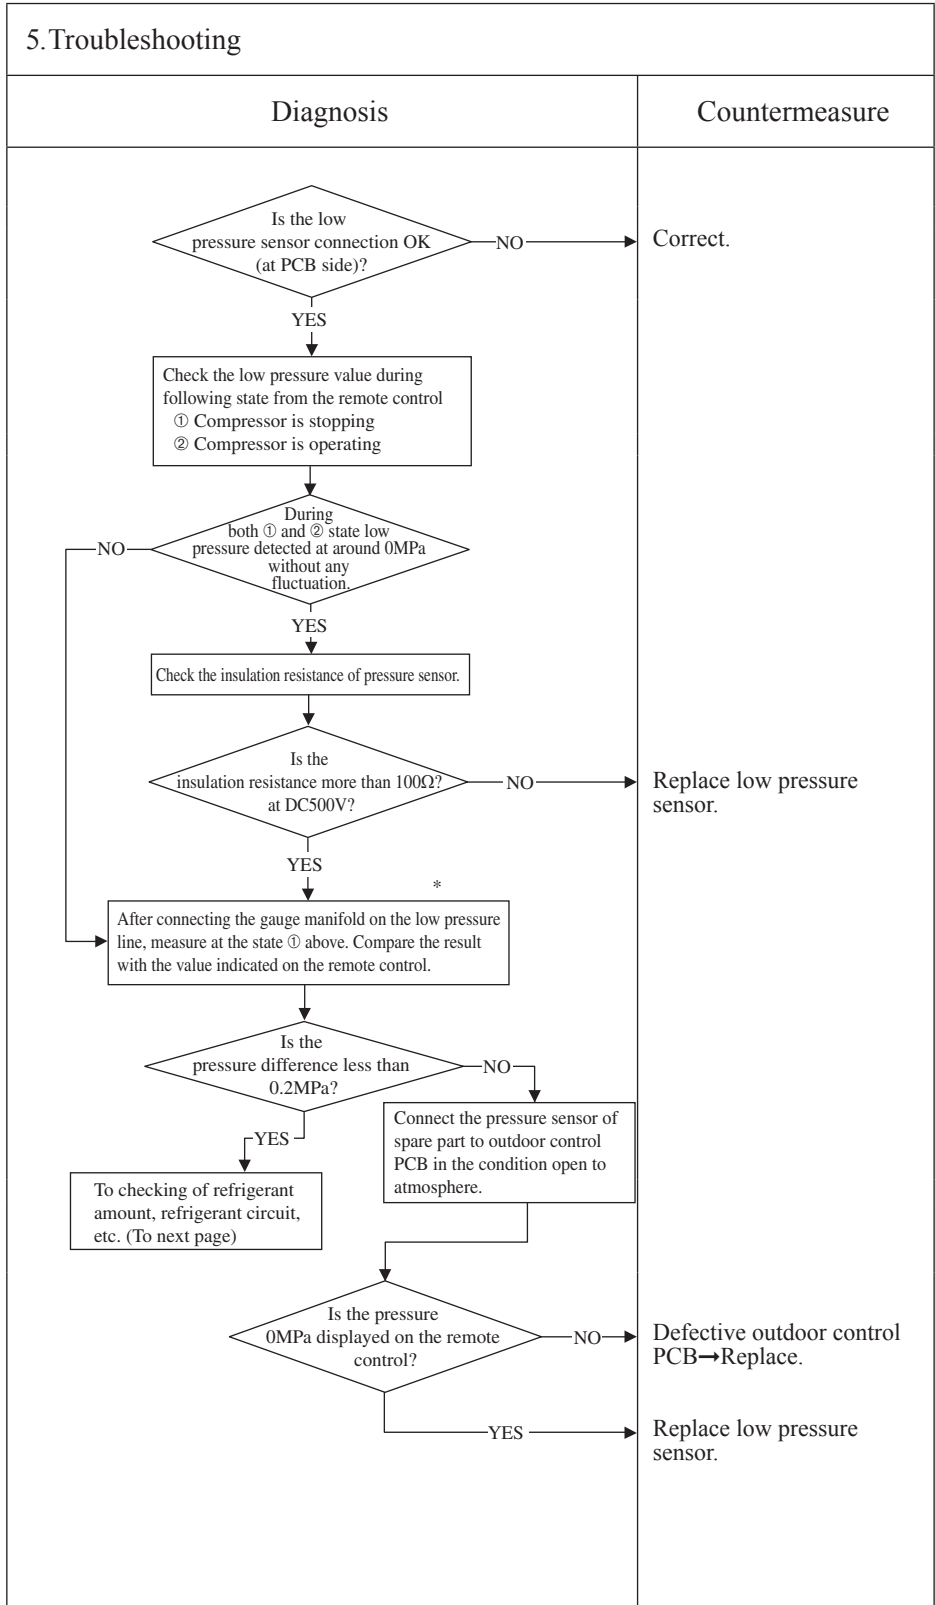 5.Troubleshooting
Diagnosis
Countermeasure
Is the low
pressure sensor connection OK
(at PCB side)?
NO
Correct.
YES
Check the low pressure value during
following state from the remote control
① Compressor is stopping
② Compressor is operating
During
both ① and ② state low
pressure detected at around 0MPa
without any
fluctuation.
NO
YES
Check the insulation resistance of pressure sensor.
Is the
insulation resistance more than 100Ω?
at DC500V?
NO
Replace low pressure
sensor.
YES
*
After connecting the gauge manifold on the low pressure
line, measure at the state ① above. Compare the result
with the value indicated on the remote control.
Is the
pressure difference less than
0.2MPa?
NO
YES
Connect the pressure sensor of
spare part to outdoor control
PCB in the condition open to
atmosphere.
To checking of refrigerant
amount, refrigerant circuit,
etc. (To next page)
Is the pressure
0MPa displayed on the remote
control?
NO
Defective outdoor control
PCB→Replace.
YES
Replace low pressure
sensor.